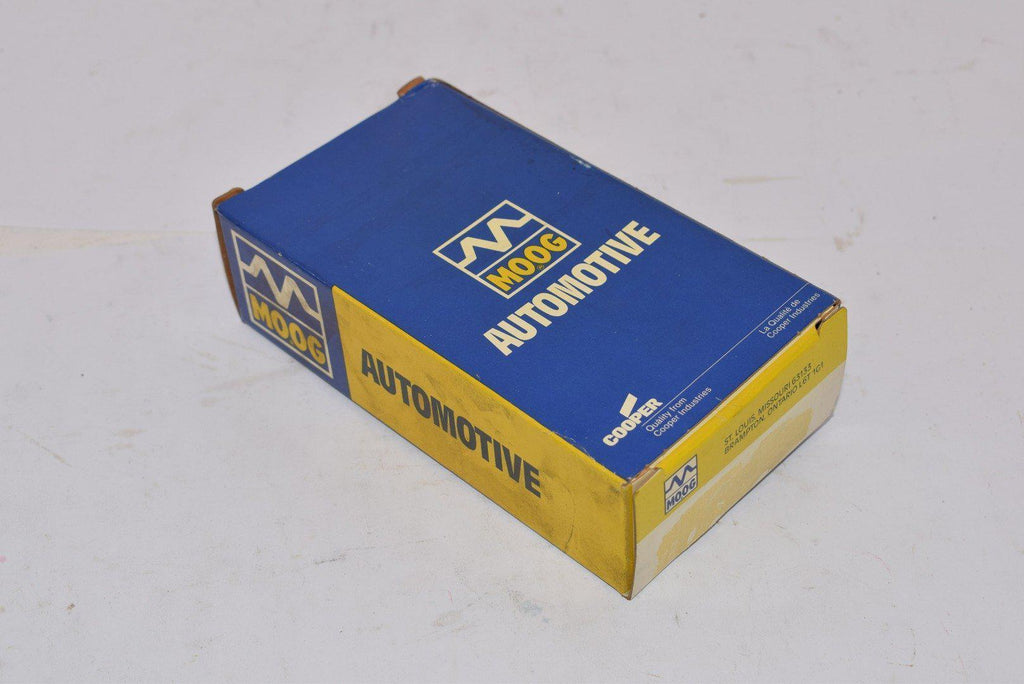 MOOG
AUTOMOTIVE
La Qualité de
Cooper Industries
COOPER
Quality from
Cooper Industries
MOOG
AUTOMOTIVE
MOOG
ST. LOUIS, MISSOURI 63133
BRAMPTON, ONTARIO L6T 1G1